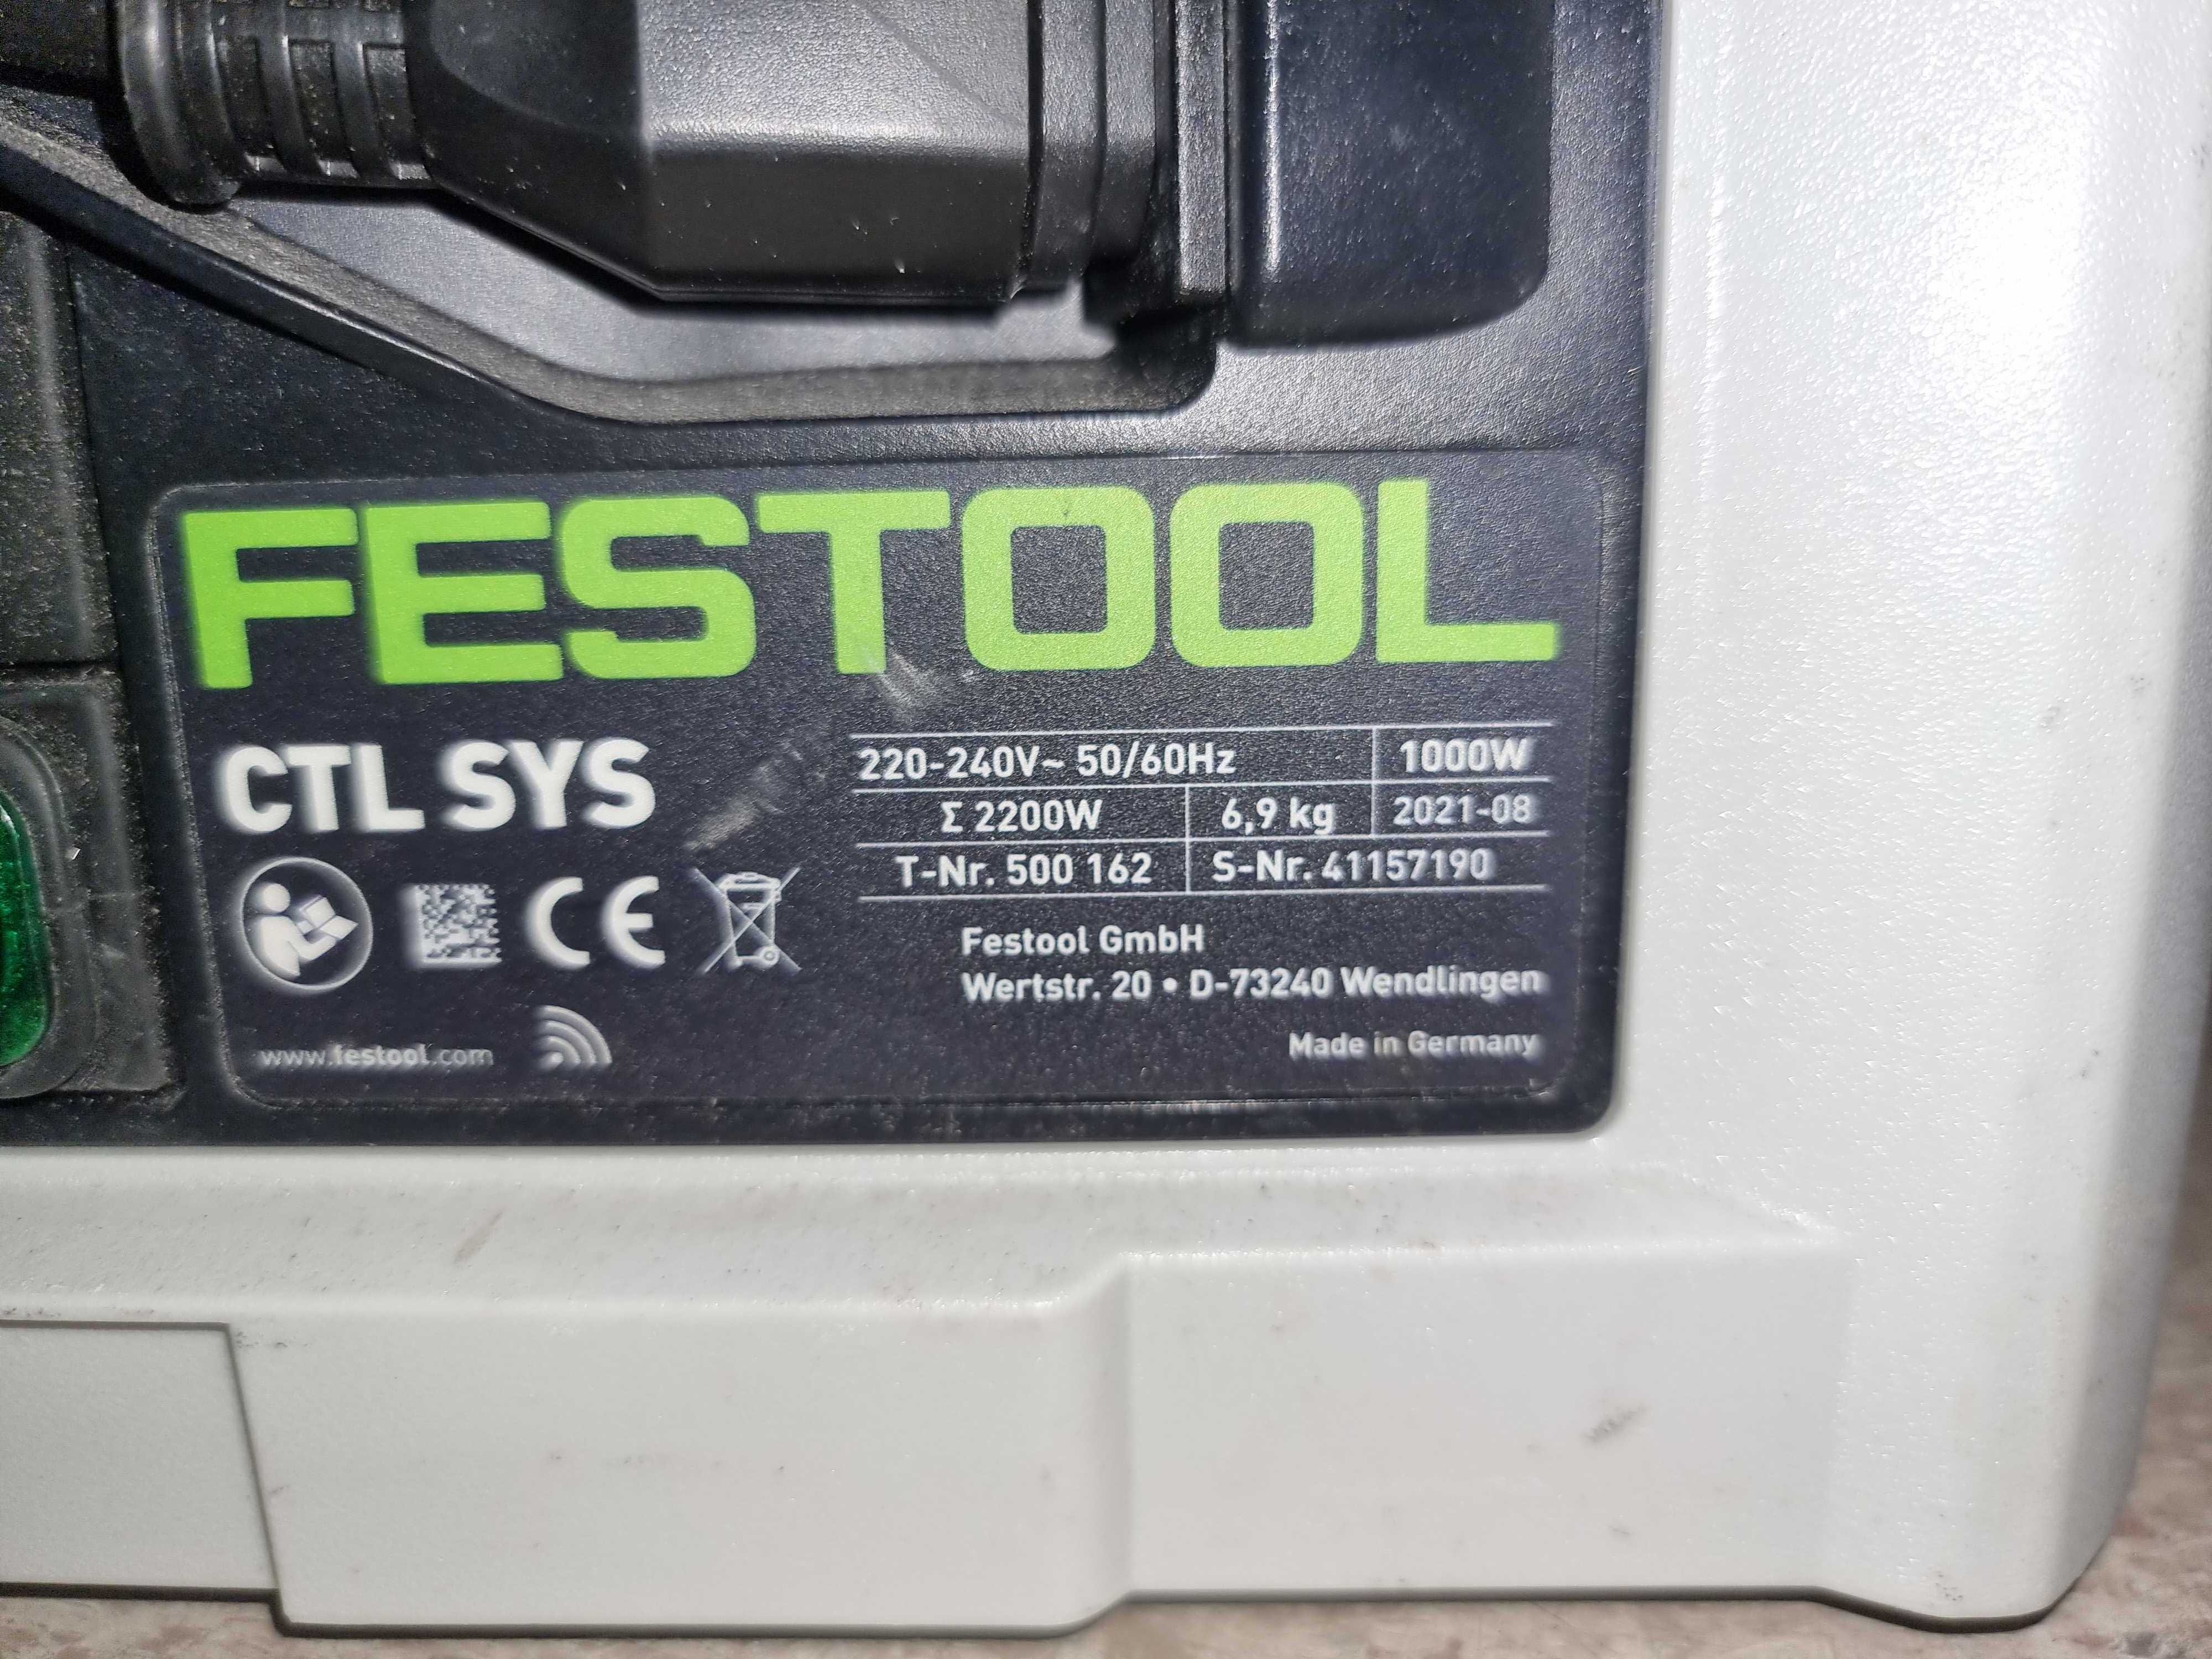 FESTOOL
CTL SYS
220-240V~ 50/60Hz 1000W
Σ 2200W 6,9 kg 2021-08
T-Nr. 500 162 S-Nr. 41157190
CE
Festool GmbH
Wertstr. 20 • D-73240 Wendlingen
www.festool.com
Made in Germany